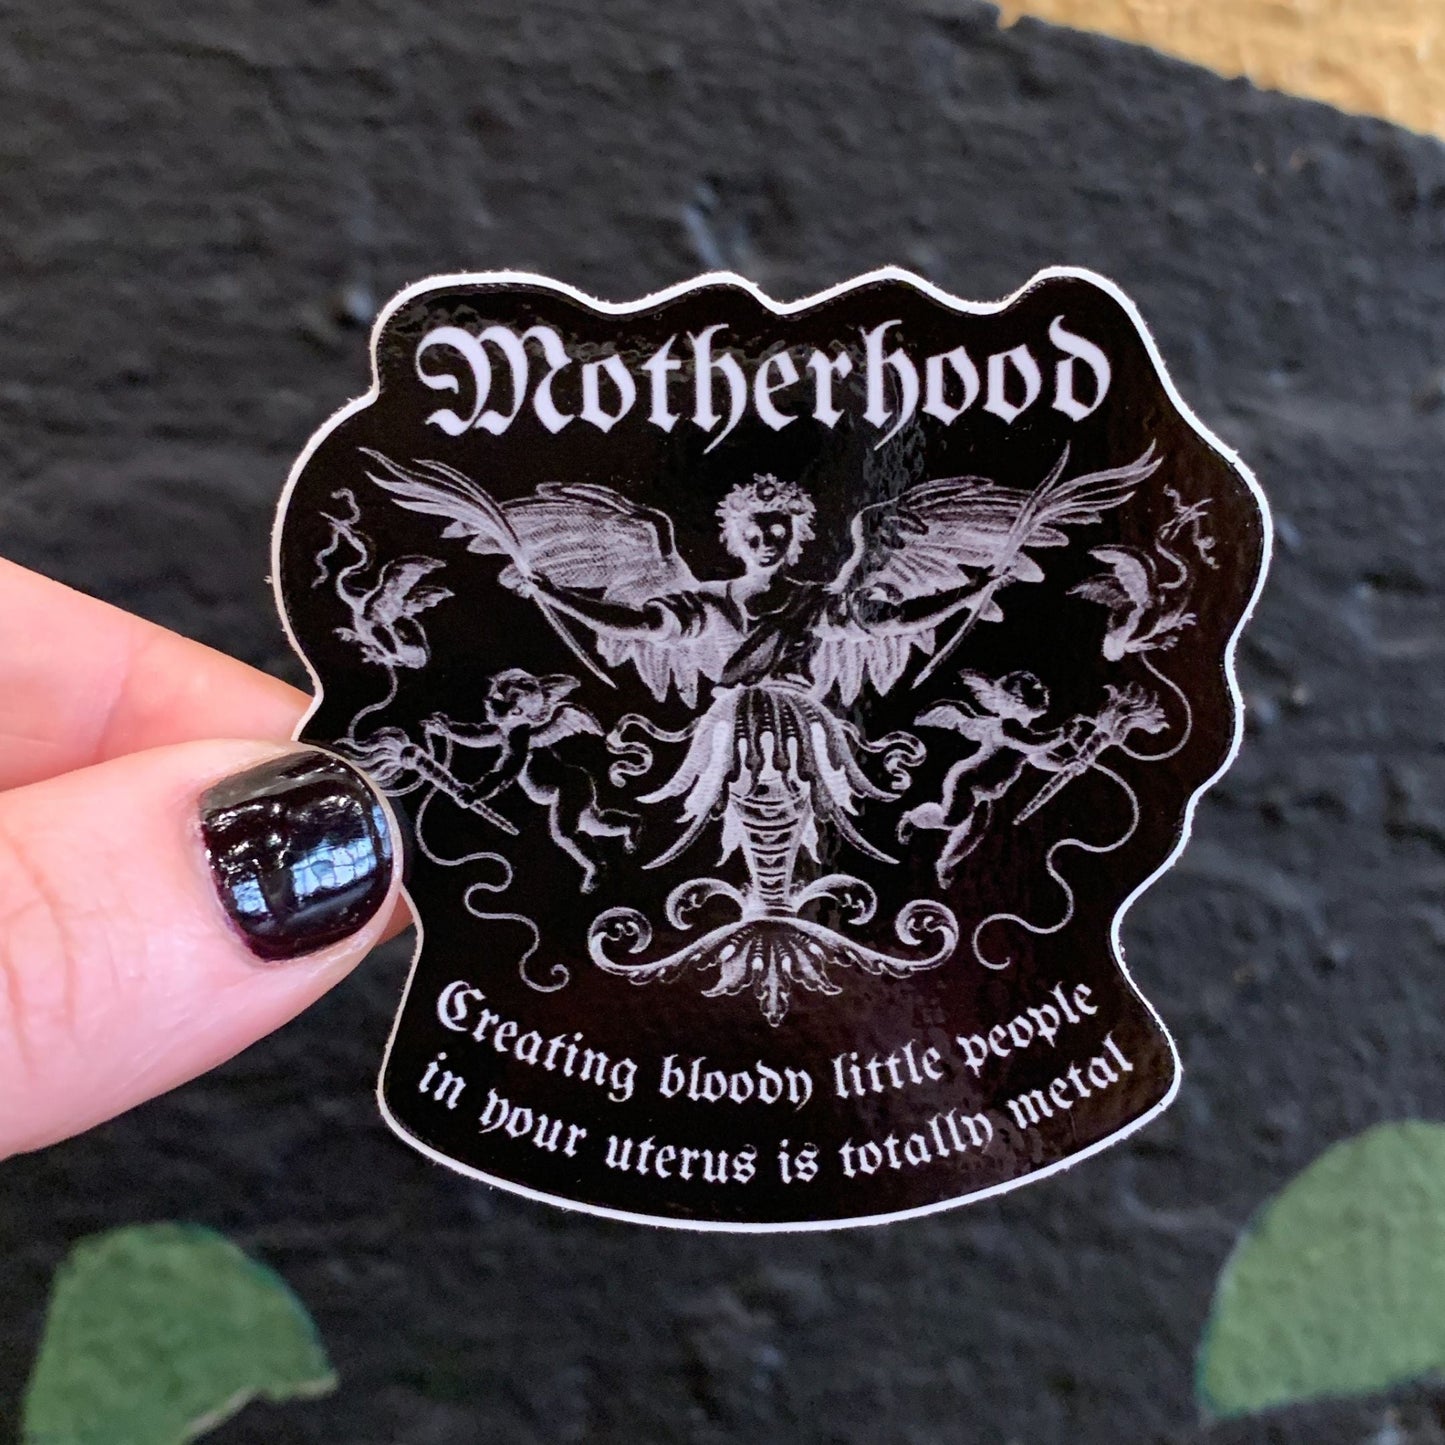 Motherhood
Creating bloody little people
in your uterus is totally metal